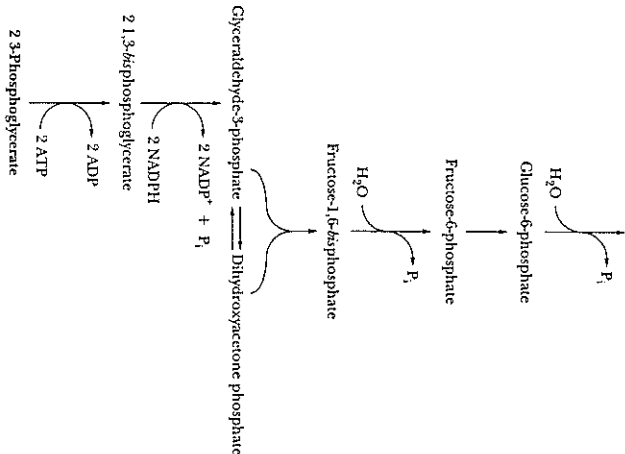 2 3-Phosphoglycerate
2 ATP
2 ADP
2 1,3-bisphosphoglycerate
2 NADPH
2 NADP⁺ + Pᵢ
Glyceraldehyde-3-phosphate
Dihydroxyacetone phosphate
Fructose-1,6-bisphosphate
H₂O
Pᵢ
Fructose-6-phosphate
Glucose-6-phosphate
H₂O
Pᵢ